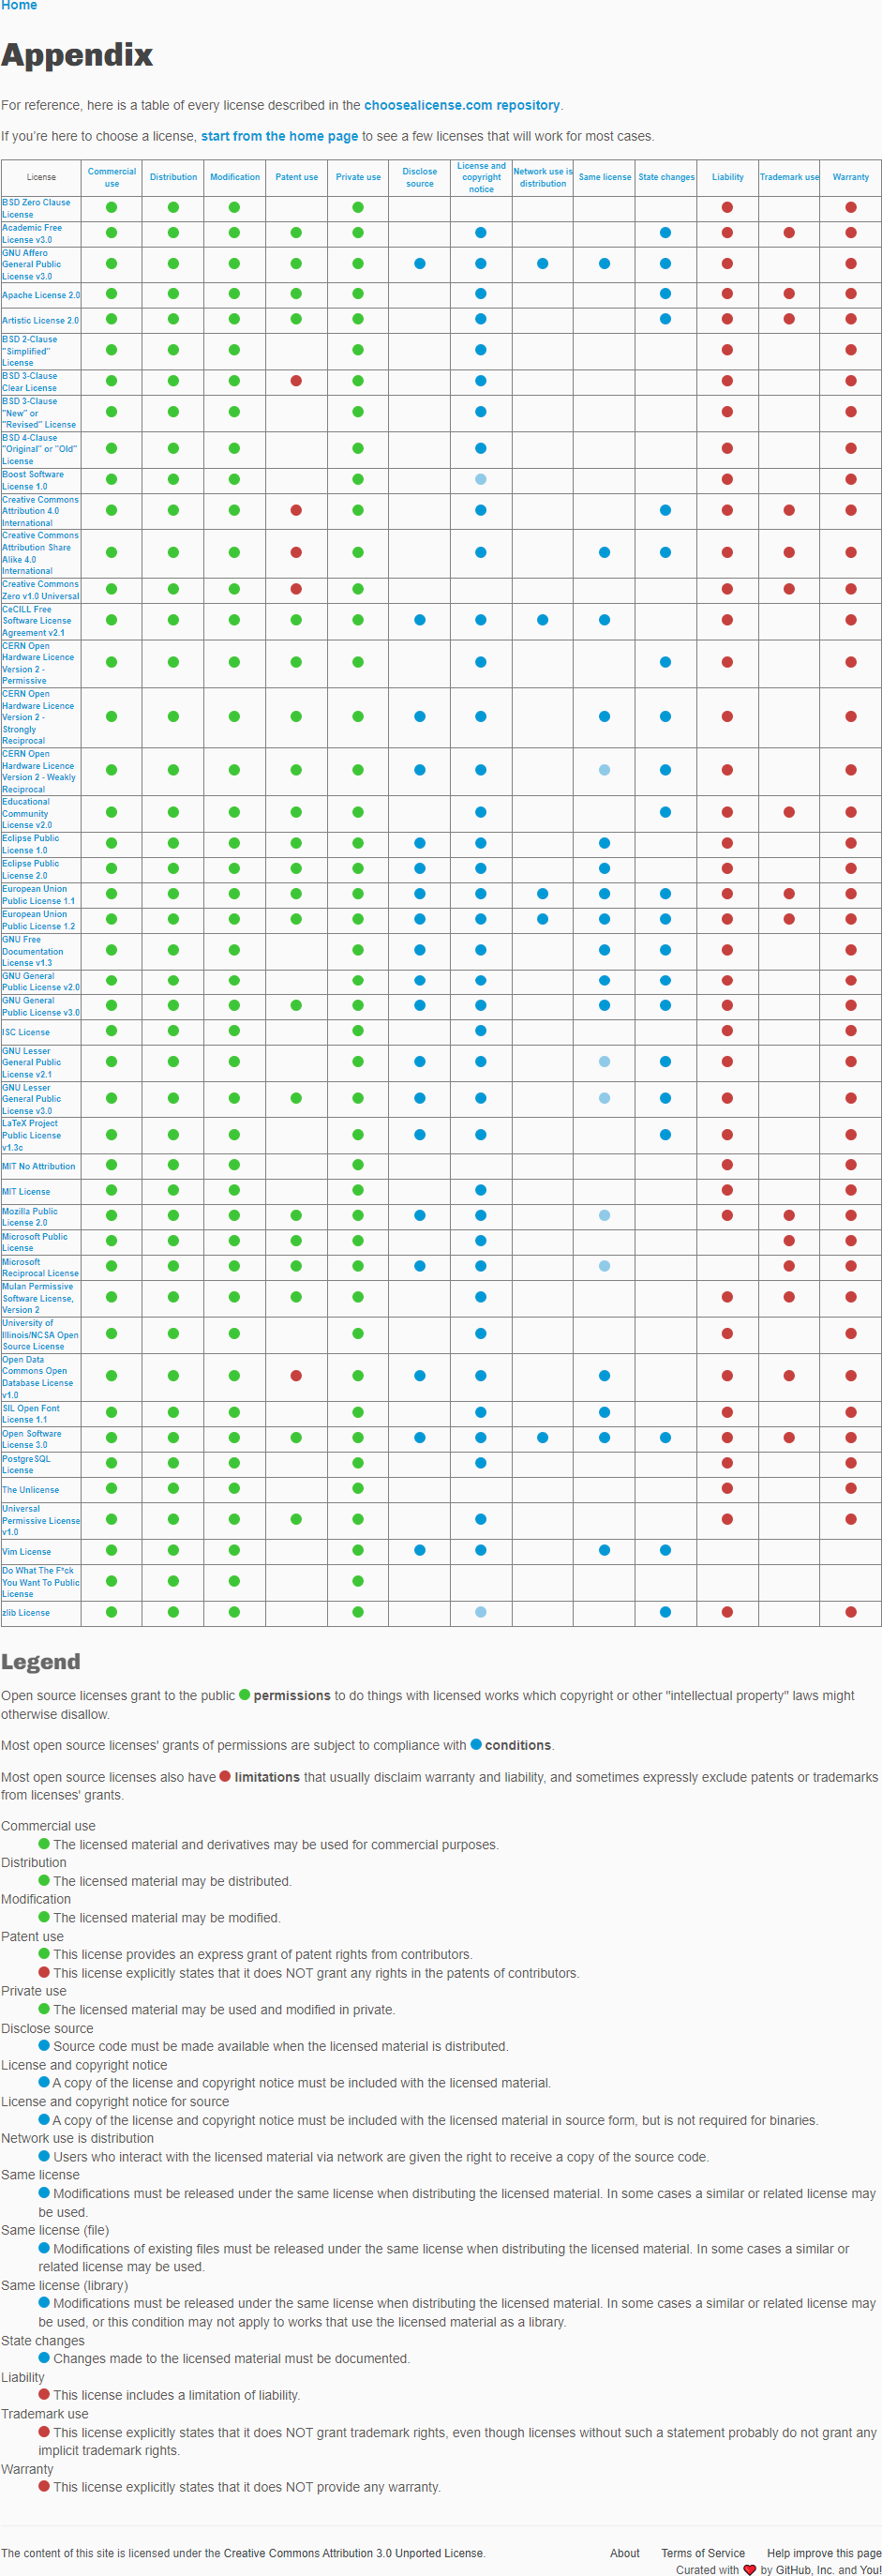 Home
Appendix
For reference, here is a table of every license described in the choosealicense.com repository.
If you’re here to choose a license, start from the home page to see a few licenses that will work for most cases.
License
Commercial
use
Distribution
Modification
Patent use
Private use
Disclose
source
License and
copyright
notice
Network use is
distribution
Same license
State changes
Liability
Trademark use
Warranty
BSD Zero Clause
License
Academic Free
License v3.0
GNU Affero
General Public
License v3.0
Apache License 2.0
Artistic License 2.0
BSD 2-Clause
"Simplified"
License
BSD 3-Clause
Clear License
BSD 3-Clause
"New" or
"Revised" License
BSD 4-Clause
"Original" or "Old"
License
Boost Software
License 1.0
Creative Commons
Attribution 4.0
International
Creative Commons
Attribution Share
Alike 4.0
International
Creative Commons
Zero v1.0 Universal
CeCILL Free
Software License
Agreement v2.1
CERN Open
Hardware Licence
Version 2 -
Permissive
CERN Open
Hardware Licence
Version 2 -
Strongly
Reciprocal
CERN Open
Hardware Licence
Version 2 - Weakly
Reciprocal
Educational
Community
License v2.0
Eclipse Public
License 1.0
Eclipse Public
License 2.0
European Union
Public License 1.1
European Union
Public License 1.2
GNU Free
Documentation
License v1.3
GNU General
Public License v2.0
GNU General
Public License v3.0
ISC License
GNU Lesser
General Public
License v2.1
GNU Lesser
General Public
License v3.0
LaTeX Project
Public License
v1.3c
MIT No Attribution
MIT License
Mozilla Public
License 2.0
Microsoft Public
License
Microsoft
Reciprocal License
Mulan Permissive
Software License,
Version 2
University of
Illinois/NCSA Open
Source License
Open Data
Commons Open
Database License
v1.0
SIL Open Font
License 1.1
Open Software
License 3.0
PostgreSQL
License
The Unlicense
Universal
Permissive License
v1.0
Vim License
Do What The F*ck
You Want To Public
License
zlib License
Legend
Open source licenses grant to the public permissions to do things with licensed works which copyright or other "intellectual property" laws might
otherwise disallow.
Most open source licenses' grants of permissions are subject to compliance with conditions.
Most open source licenses also have limitations that usually disclaim warranty and liability, and sometimes expressly exclude patents or trademarks
from licenses' grants.
Commercial use
The licensed material and derivatives may be used for commercial purposes.
Distribution
The licensed material may be distributed.
Modification
The licensed material may be modified.
Patent use
This license provides an express grant of patent rights from contributors.
This license explicitly states that it does NOT grant any rights in the patents of contributors.
Private use
The licensed material may be used and modified in private.
Disclose source
Source code must be made available when the licensed material is distributed.
License and copyright notice
A copy of the license and copyright notice must be included with the licensed material.
License and copyright notice for source
A copy of the license and copyright notice must be included with the licensed material in source form, but is not required for binaries.
Network use is distribution
Users who interact with the licensed material via network are given the right to receive a copy of the source code.
Same license
Modifications must be released under the same license when distributing the licensed material. In some cases a similar or related license may
be used.
Same license (file)
Modifications of existing files must be released under the same license when distributing the licensed material. In some cases a similar or
related license may be used.
Same license (library)
Modifications must be released under the same license when distributing the licensed material. In some cases a similar or related license may
be used, or this condition may not apply to works that use the licensed material as a library.
State changes
Changes made to the licensed material must be documented.
Liability
This license includes a limitation of liability.
Trademark use
This license explicitly states that it does NOT grant trademark rights, even though licenses without such a statement probably do not grant any
implicit trademark rights.
Warranty
This license explicitly states that it does NOT provide any warranty.
The content of this site is licensed under the Creative Commons Attribution 3.0 Unported License.
About
Terms of Service
Help improve this page
Curated with ❤ by GitHub, Inc. and You!